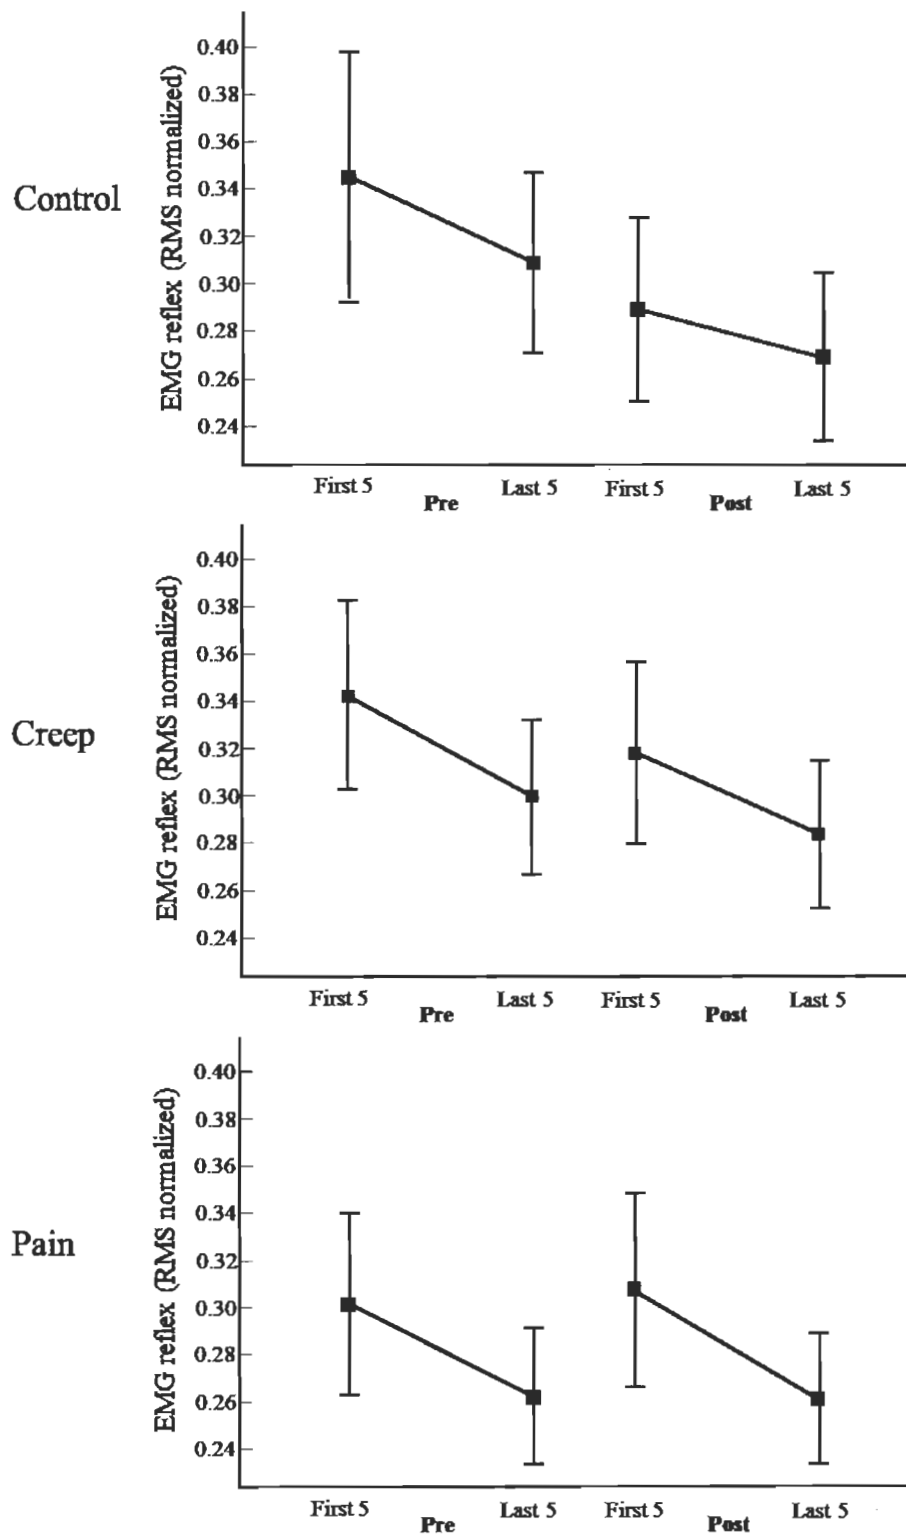 Control
EMG reflex (RMS normalized)
0.40
0.38
0.36
0.34
0.32
0.30
0.28
0.26
0.24
First 5 Last 5 First 5 Last 5
Pre Post
Creep
EMG reflex (RMS normalized)
0.40
0.38
0.36
0.34
0.32
0.30
0.28
0.26
0.24
First 5 Last 5 First 5 Last 5
Pre Post
Pain
EMG reflex (RMS normalized)
0.40
0.38
0.36
0.34
0.32
0.30
0.28
0.26
0.24
First 5 Last 5 First 5 Last 5
Pre Post